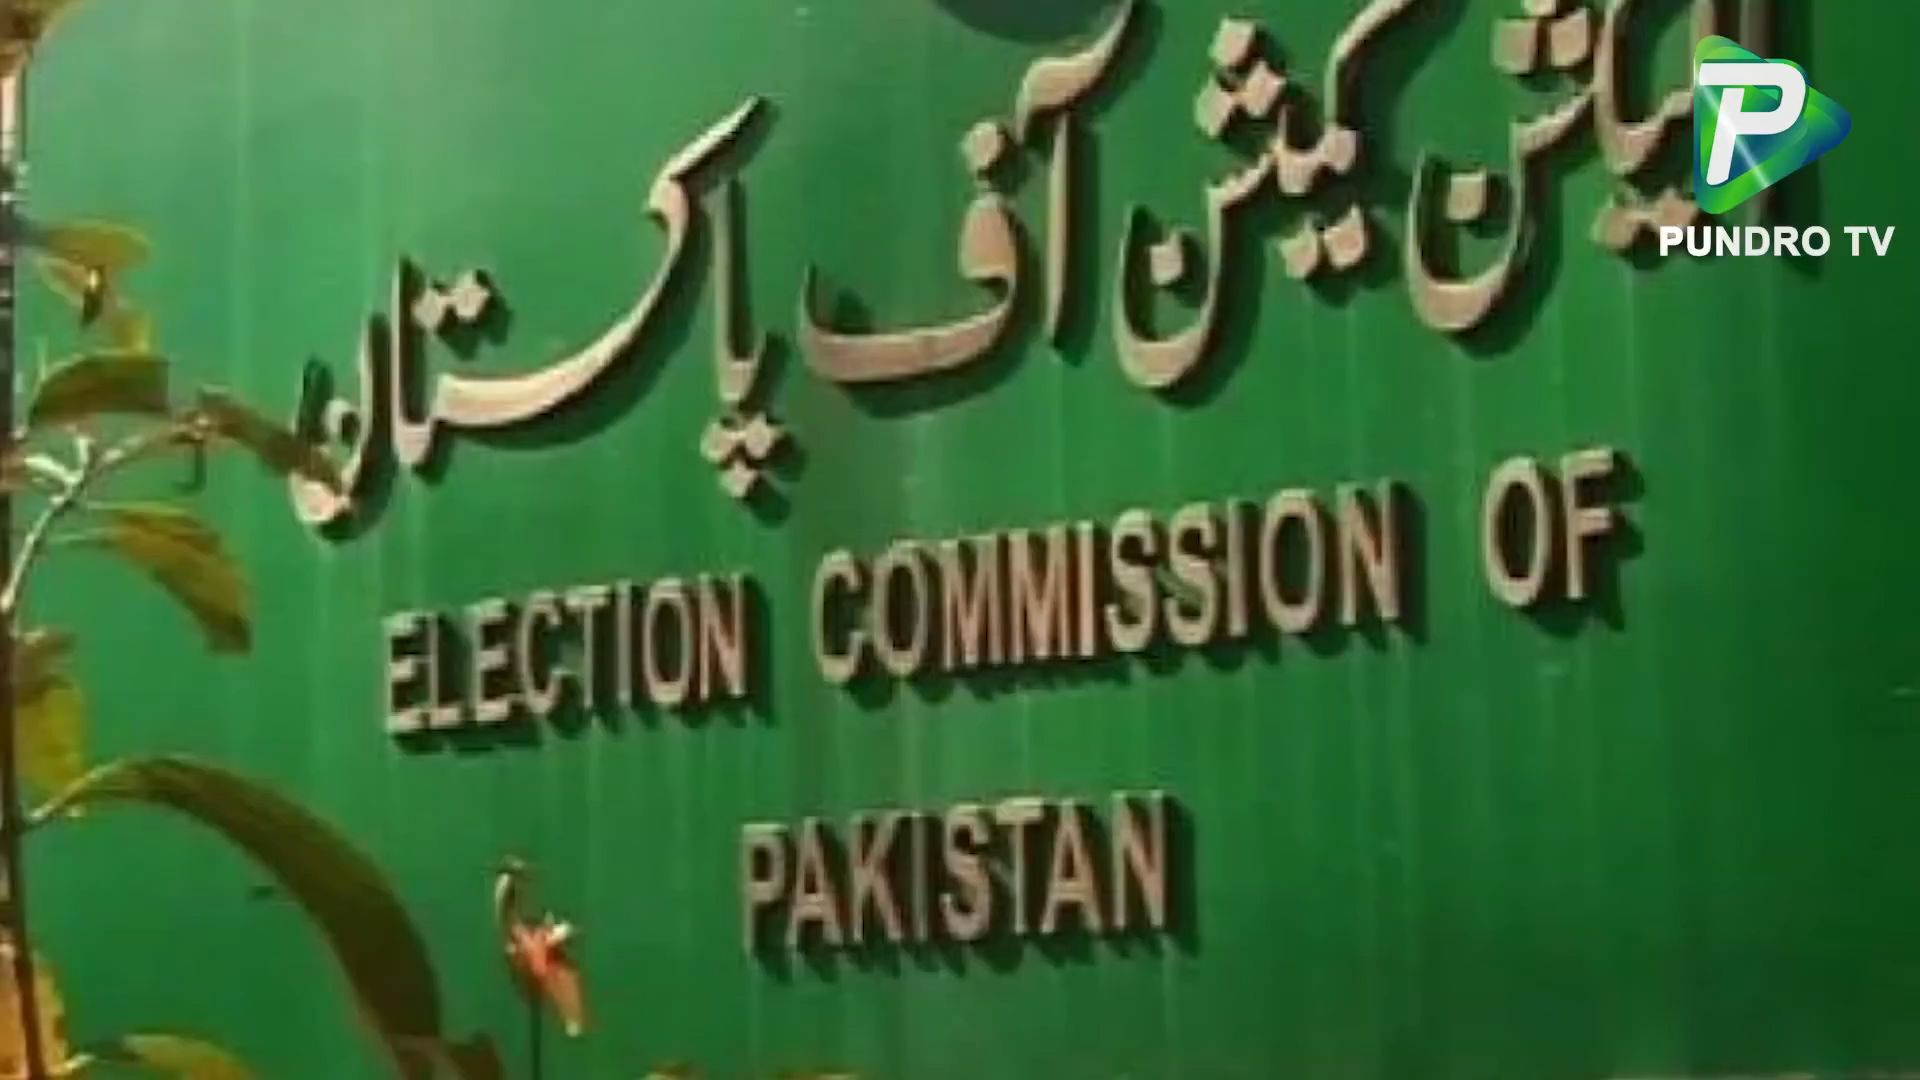 الیکشن کمیشن آف پاکستان
ELECTION COMMISSION OF
PAKISTAN
P
PUNDRO TV